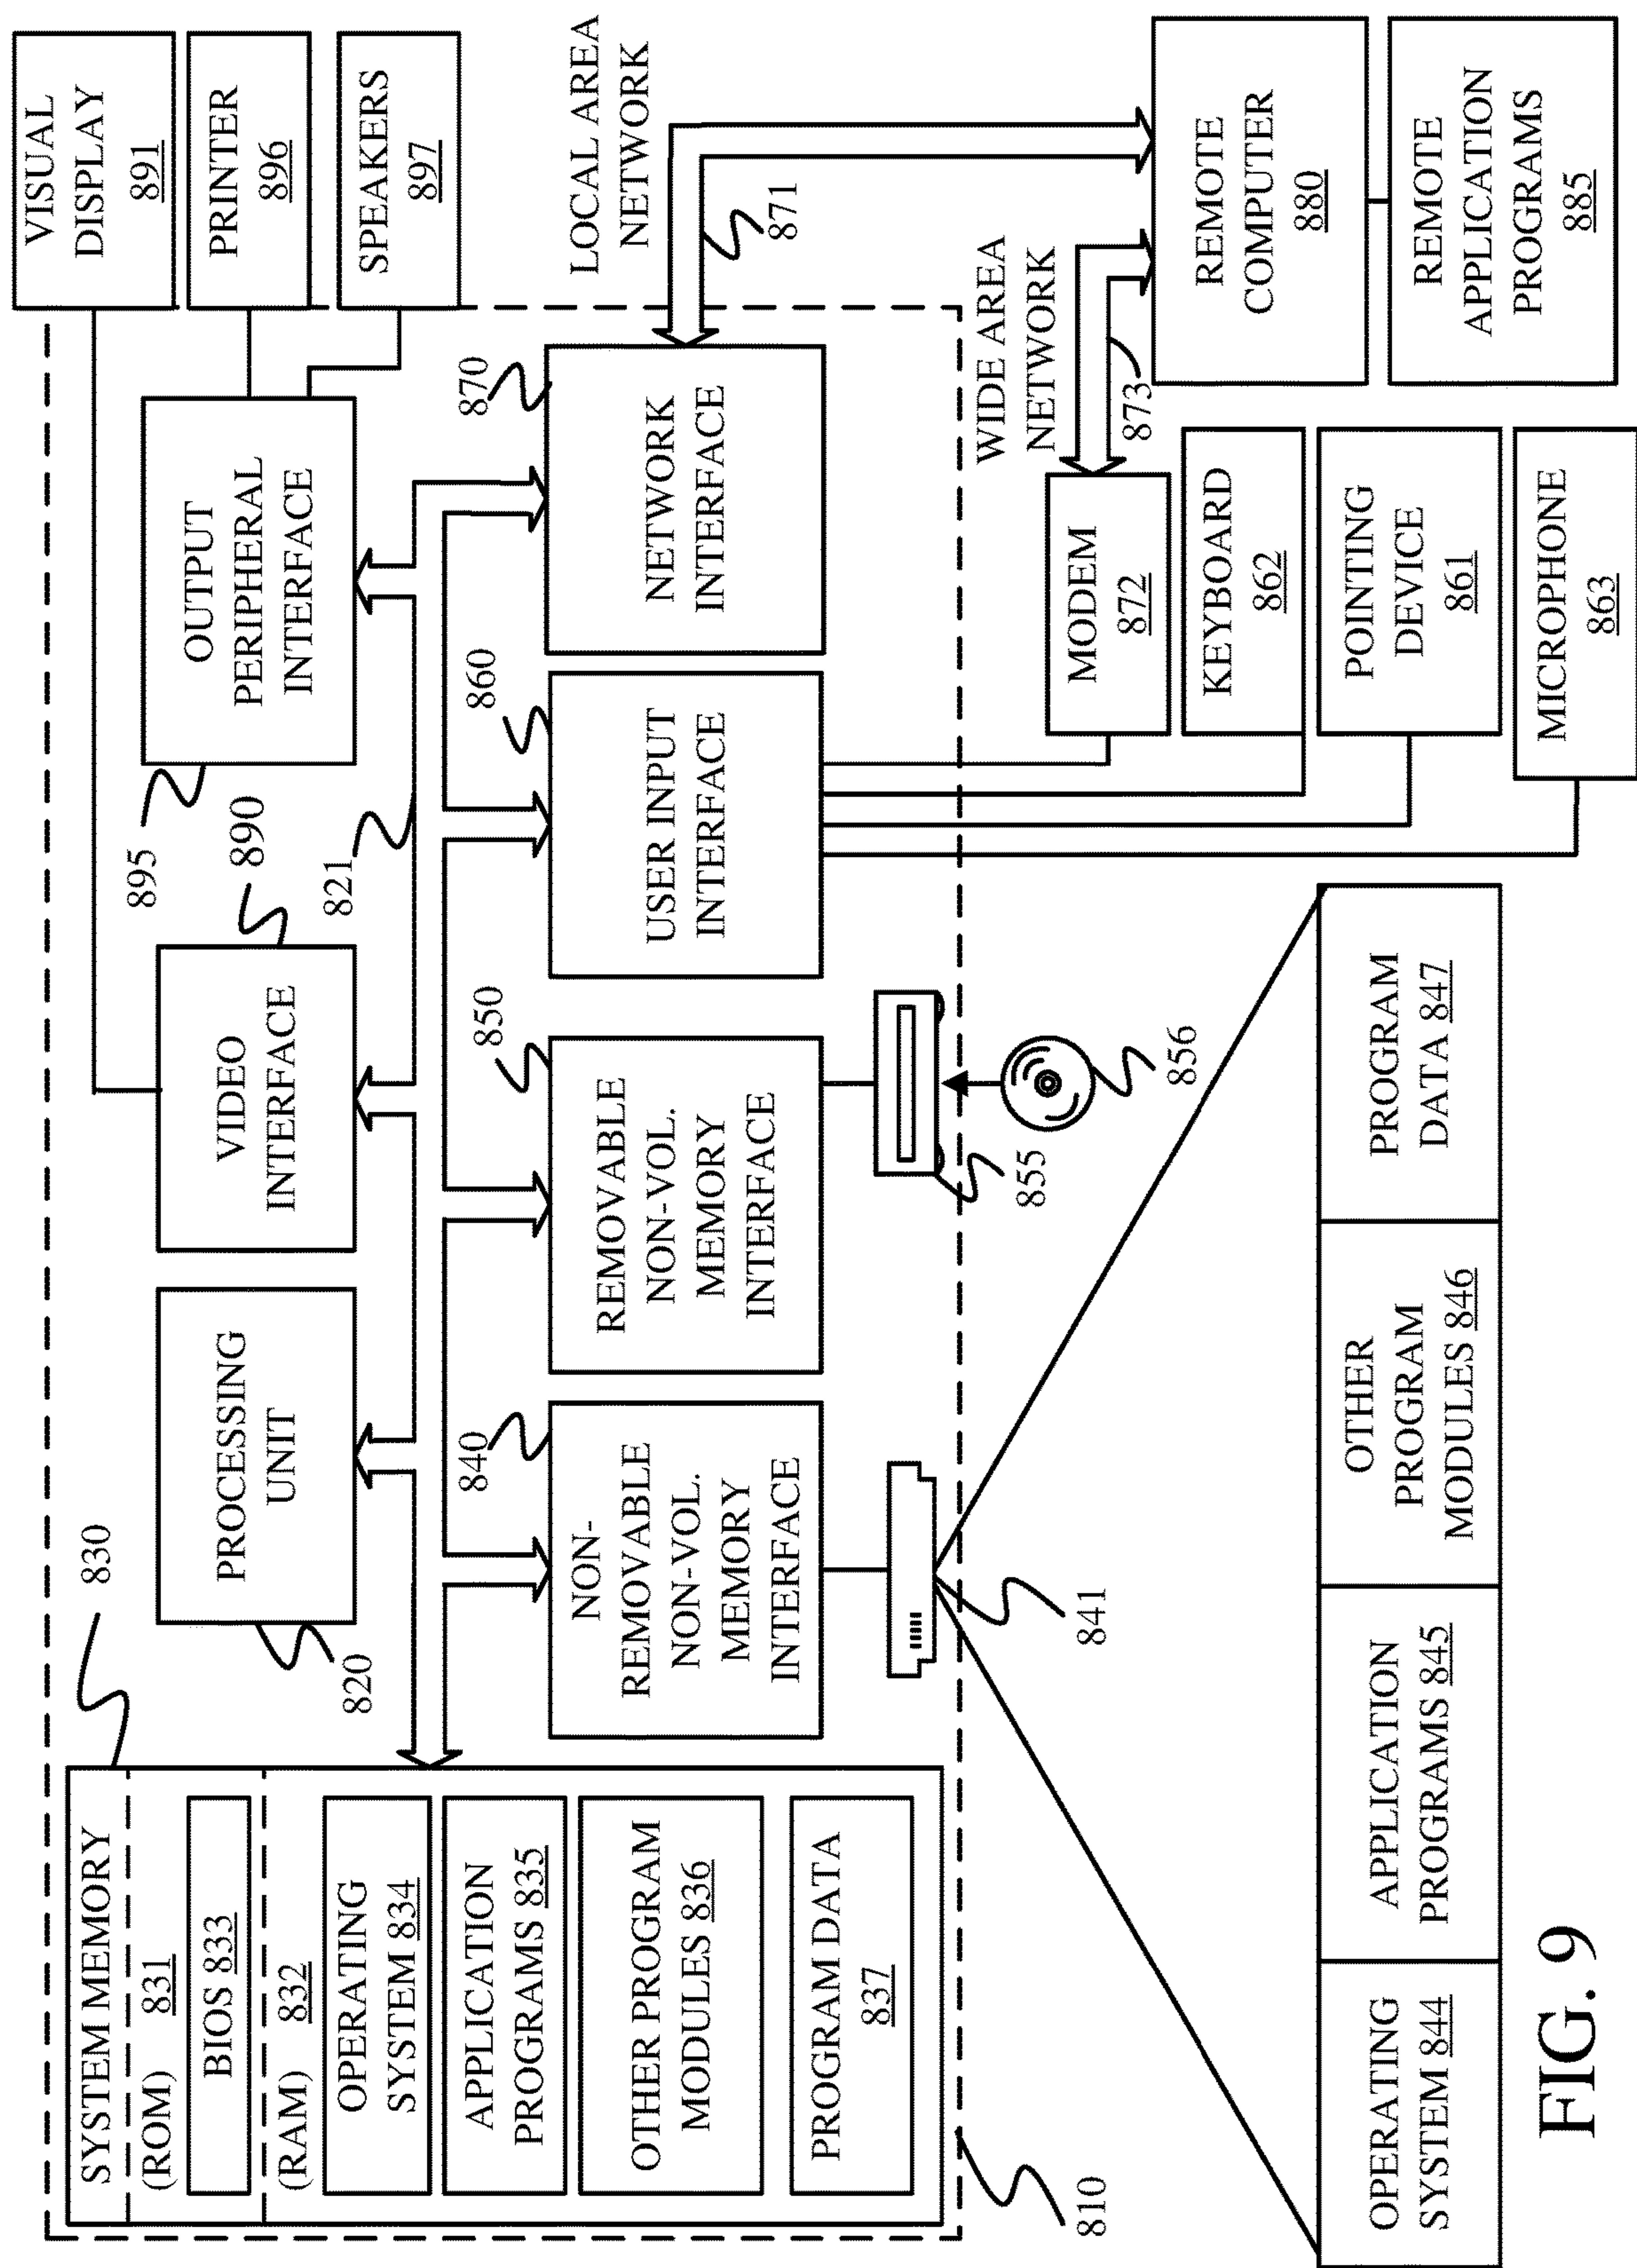 SYSTEM MEMORY
(ROM) 831
BIOS 833
(RAM) 832
OPERATING
SYSTEM 834
APPLICATION
PROGRAMS 835
OTHER PROGRAM
MODULES 836
PROGRAM DATA
837
810
830
PROCESSING
UNIT
820
VIDEO
INTERFACE
890
OUTPUT
PERIPHERAL
INTERFACE
895
821
VISUAL
DISPLAY
891
PRINTER
896
SPEAKERS
897
NON-
REMOVABLE
NON-VOL.
MEMORY
INTERFACE
840
REMOVABLE
NON-VOL.
MEMORY
INTERFACE
850
USER INPUT
INTERFACE
860
NETWORK
INTERFACE
870
LOCAL AREA
NETWORK
871
841
855
856
WIDE AREA
NETWORK
873
MODEM
872
KEYBOARD
862
POINTING
DEVICE
861
MICROPHONE
863
REMOTE
COMPUTER
880
REMOTE
APPLICATION
PROGRAMS
885
OPERATING
SYSTEM 844
APPLICATION
PROGRAMS 845
OTHER
PROGRAM
MODULES 846
PROGRAM
DATA 847
FIG. 9